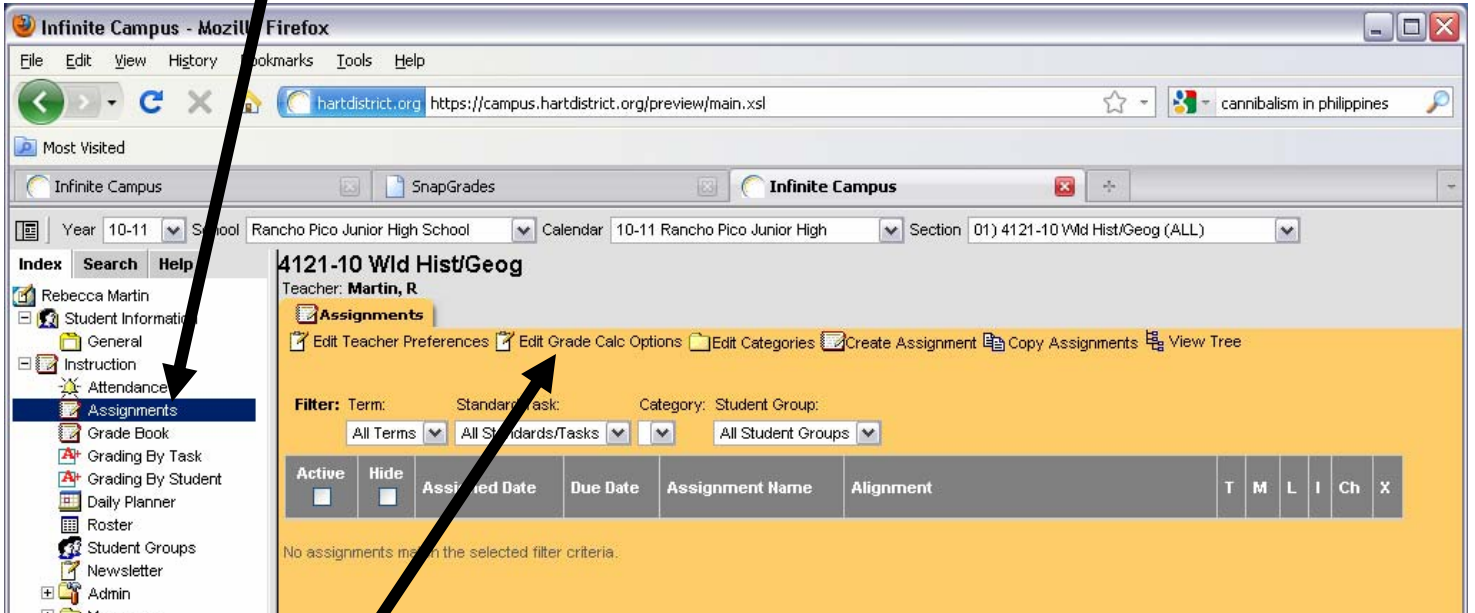 Infinite Campus - Mozilla Firefox
File Edit View History Bookmarks Tools Help
hartdistrict.org https://campus.hartdistrict.org/preview/main.xsl cannibalism in philippines
Most Visited
Infinite Campus SnapGrades Infinite Campus
Year 10-11 School Rancho Pico Junior High School Calendar 10-11 Rancho Pico Junior High Section 01) 4121-10 Wld Hist/Geog (ALL)
Index Search Help
4121-10 Wld Hist/Geog
Teacher: Martin, R
Rebecca Martin
Student Information
General
Instruction
Attendance
Assignments
Grade Book
Grading By Task
Grading By Student
Daily Planner
Roster
Student Groups
Newsletter
Admin
Assignments
Edit Teacher Preferences Edit Grade Calc Options Edit Categories Create Assignment Copy Assignments View Tree
Filter: Term: Standard/Task: Category: Student Group:
All Terms All Standards/Tasks All Student Groups
Active Hide Assigned Date Due Date Assignment Name Alignment T M L I Ch X
No assignments match the selected filter criteria.